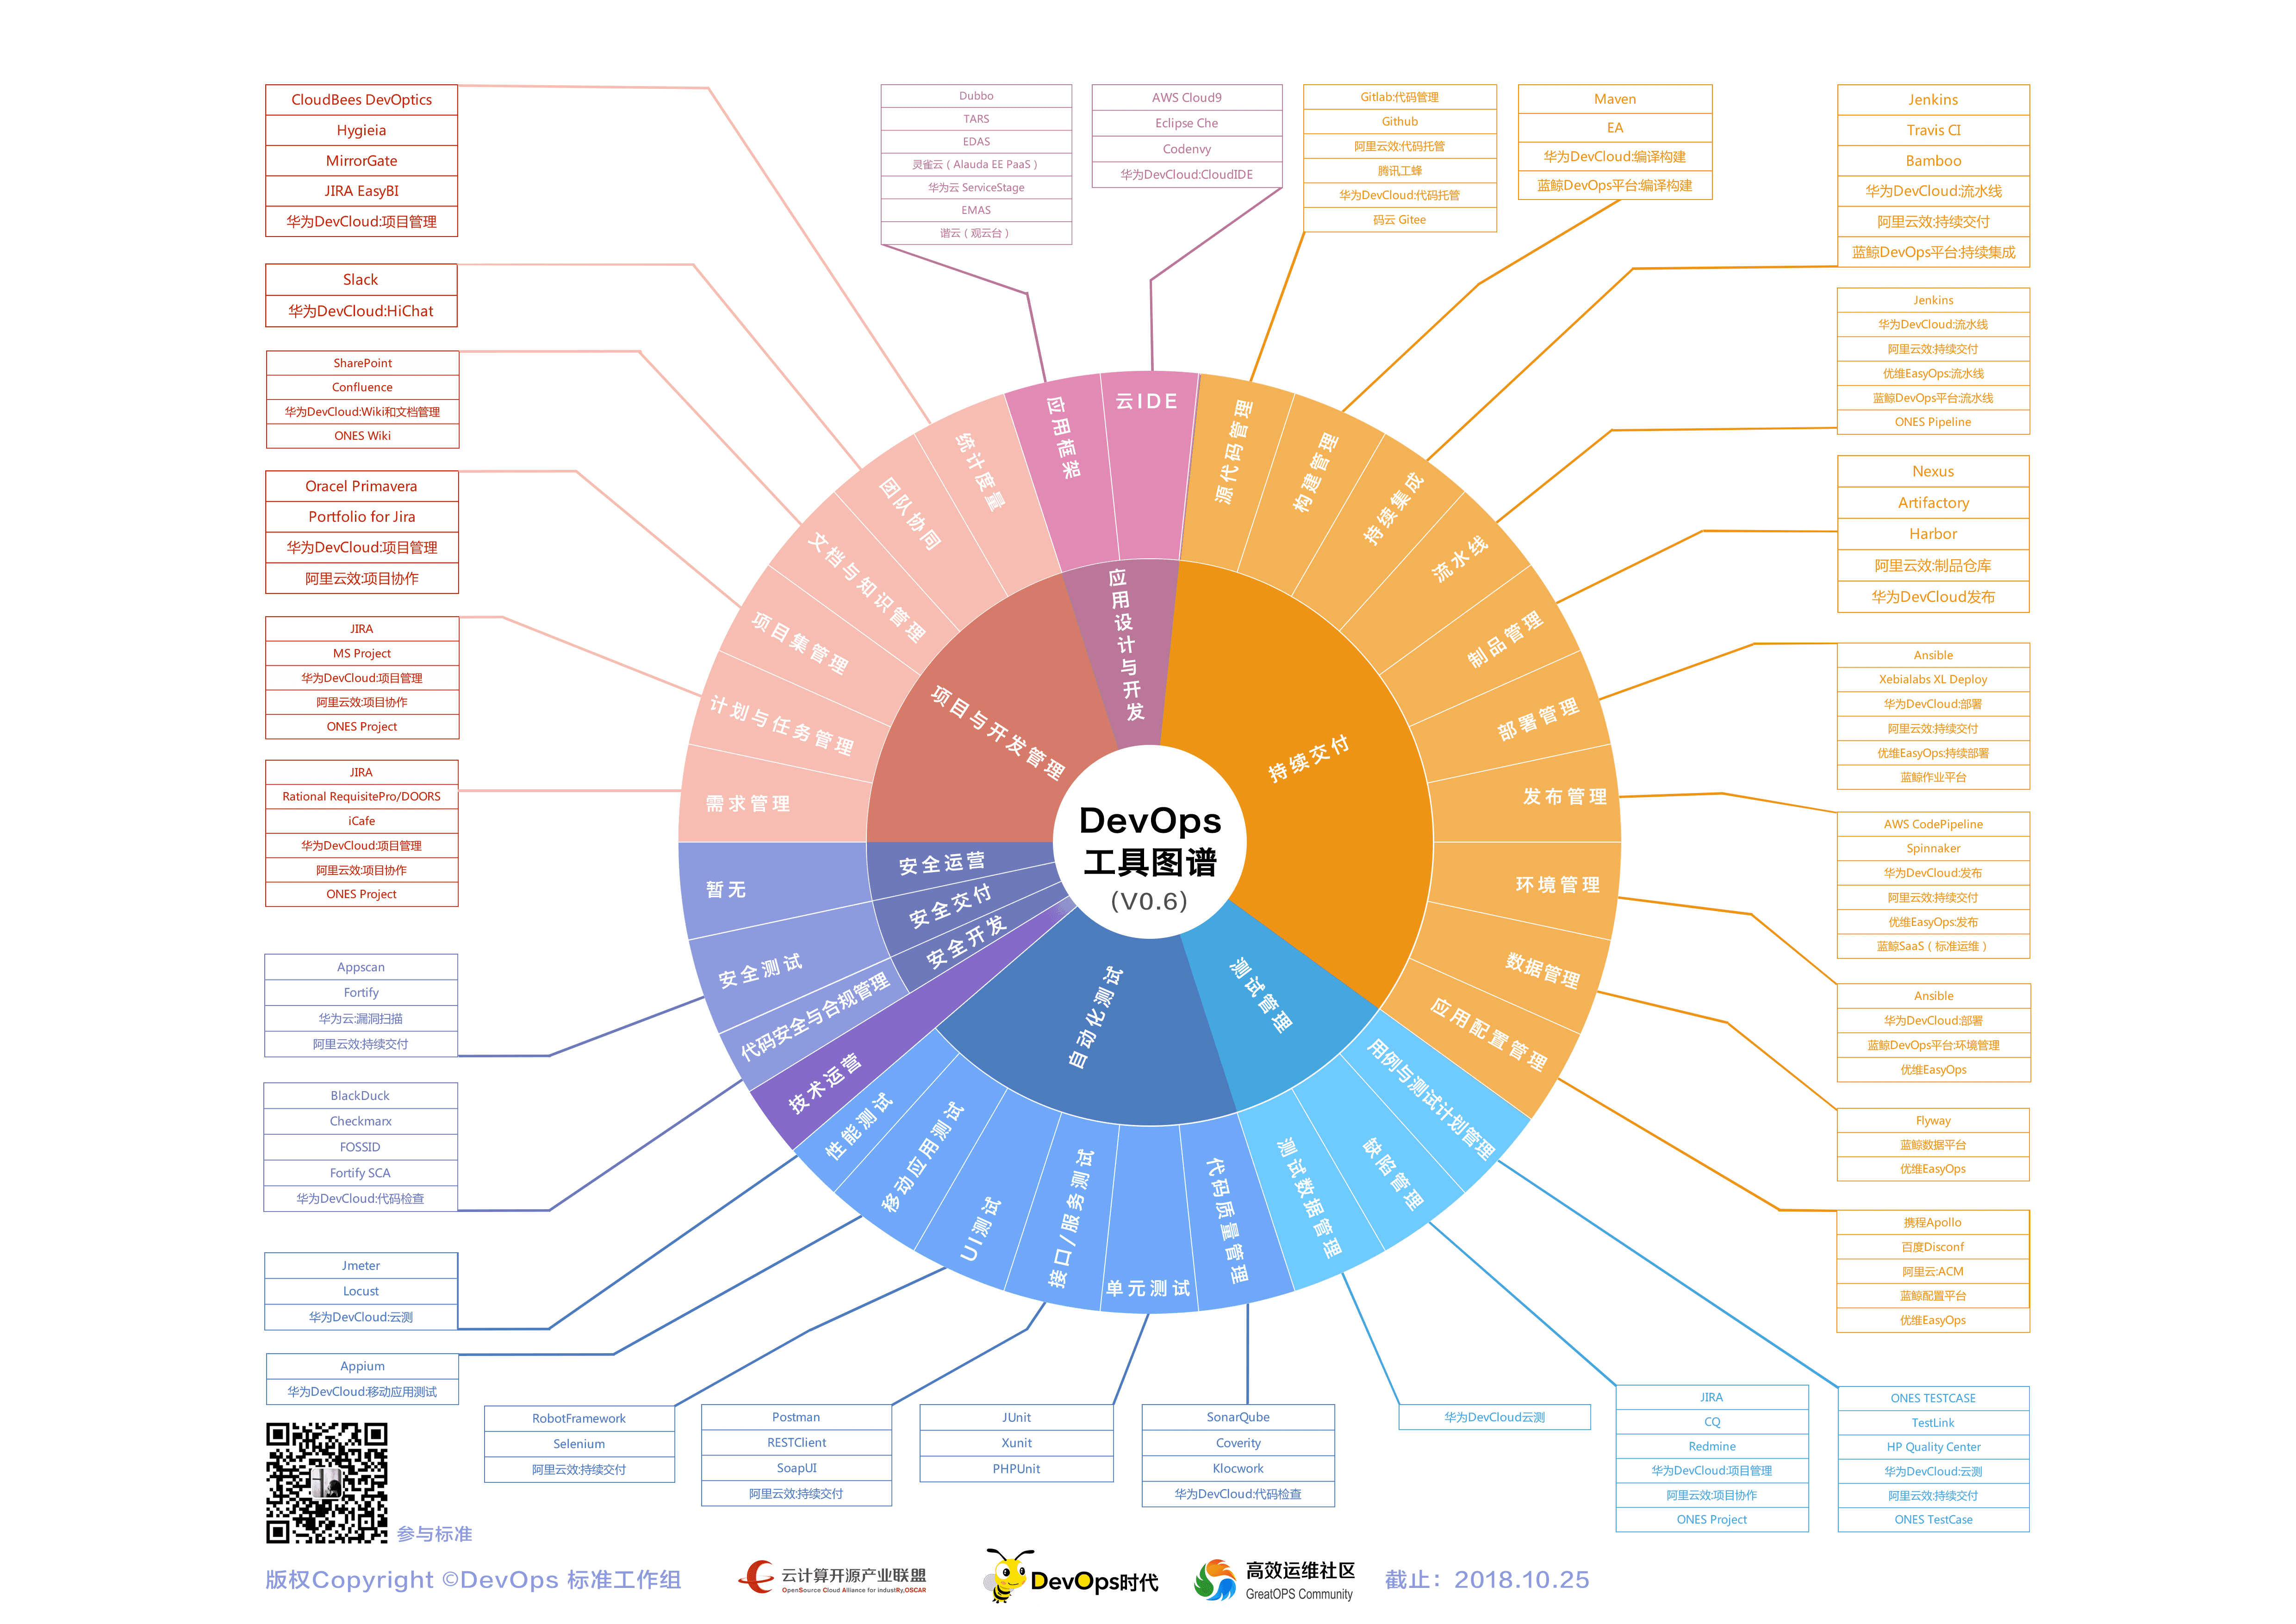 CloudBees DevOptics
Hygieia
MirrorGate
JIRA EasyBI
华为DevCloud:项目管理
Slack
华为DevCloud:HiChat
SharePoint
Confluence
华为DevCloud:Wiki和文档管理
ONES Wiki
Oracel Primavera
Portfolio for Jira
华为DevCloud:项目管理
阿里云效:项目协作
JIRA
MS Project
华为DevCloud:项目管理
阿里云效:项目协作
ONES Project
JIRA
Rational RequisitePro/DOORS
iCafe
华为DevCloud:项目管理
阿里云效:项目协作
ONES Project
Appscan
Fortify
华为云:漏洞扫描
阿里云效:持续交付
BlackDuck
Checkmarx
FOSSID
Fortify SCA
华为DevCloud:代码检查
Jmeter
Locust
华为DevCloud:云测
Appium
华为DevCloud:移动应用测试
Dubbo
TARS
EDAS
灵雀云（Alauda EE PaaS）
华为云 ServiceStage
EMAS
谐云（观云台）
AWS Cloud9
Eclipse Che
Codenvy
华为DevCloud:CloudIDE
Gitlab:代码管理
Github
阿里云效:代码托管
腾讯工蜂
华为DevCloud:代码托管
码云 Gitee
Maven
EA
华为DevCloud:编译构建
蓝鲸DevOps平台:编译构建
Jenkins
Travis CI
Bamboo
华为DevCloud:流水线
阿里云效:持续交付
蓝鲸DevOps平台:持续集成
Jenkins
华为DevCloud:流水线
阿里云效:持续交付
优维EasyOps:流水线
蓝鲸DevOps平台:流水线
ONES Pipeline
Nexus
Artifactory
Harbor
阿里云效:制品仓库
华为DevCloud发布
Ansible
Xebialabs XL Deploy
华为DevCloud:部署
阿里云效:持续交付
优维EasyOps:持续部署
蓝鲸作业平台
AWS CodePipeline
Spinnaker
华为DevCloud:发布
阿里云效:持续交付
优维EasyOps:发布
蓝鲸SaaS（标准运维）
Ansible
华为DevCloud:部署
蓝鲸DevOps平台:环境管理
优维EasyOps
Flyway
蓝鲸数据平台
优维EasyOps
携程Apollo
百度Disconf
阿里云:ACM
蓝鲸配置平台
优维EasyOps
统计度量
团队协同
文档与知识管理
项目集管理
计划与任务管理
需求管理
项目与开发管理
应用框架
云IDE
应用设计与开发
源代码管理
构建管理
持续集成
流水线
制品管理
部署管理
发布管理
环境管理
数据管理
应用配置管理
持续交付
DevOps
工具图谱
(V0.6)
安全运营
安全交付
安全开发
暂无
安全测试
代码安全与合规管理
技术运营
自动化测试
性能测试
移动应用测试
UI测试
接口/服务测试
单元测试
代码质量管理
测试管理
测试数据管理
缺陷管理
用例与测试计划管理
RobotFramework
Selenium
阿里云效:持续交付
Postman
RESTClient
SoapUI
阿里云效:持续交付
JUnit
Xunit
PHPUnit
SonarQube
Coverity
Klocwork
华为DevCloud:代码检查
华为DevCloud云测
JIRA
CQ
Redmine
华为DevCloud:项目管理
阿里云效:项目协作
ONES Project
ONES TESTCASE
TestLink
HP Quality Center
华为DevCloud:云测
阿里云效:持续交付
ONES TestCase
参与标准
版权Copyright ©DevOps 标准工作组
云计算开源产业联盟
OpenSource Cloud Alliance for industRy,OSCAR
DevOps时代
高效运维社区
GreatOPS Community
截止：2018.10.25